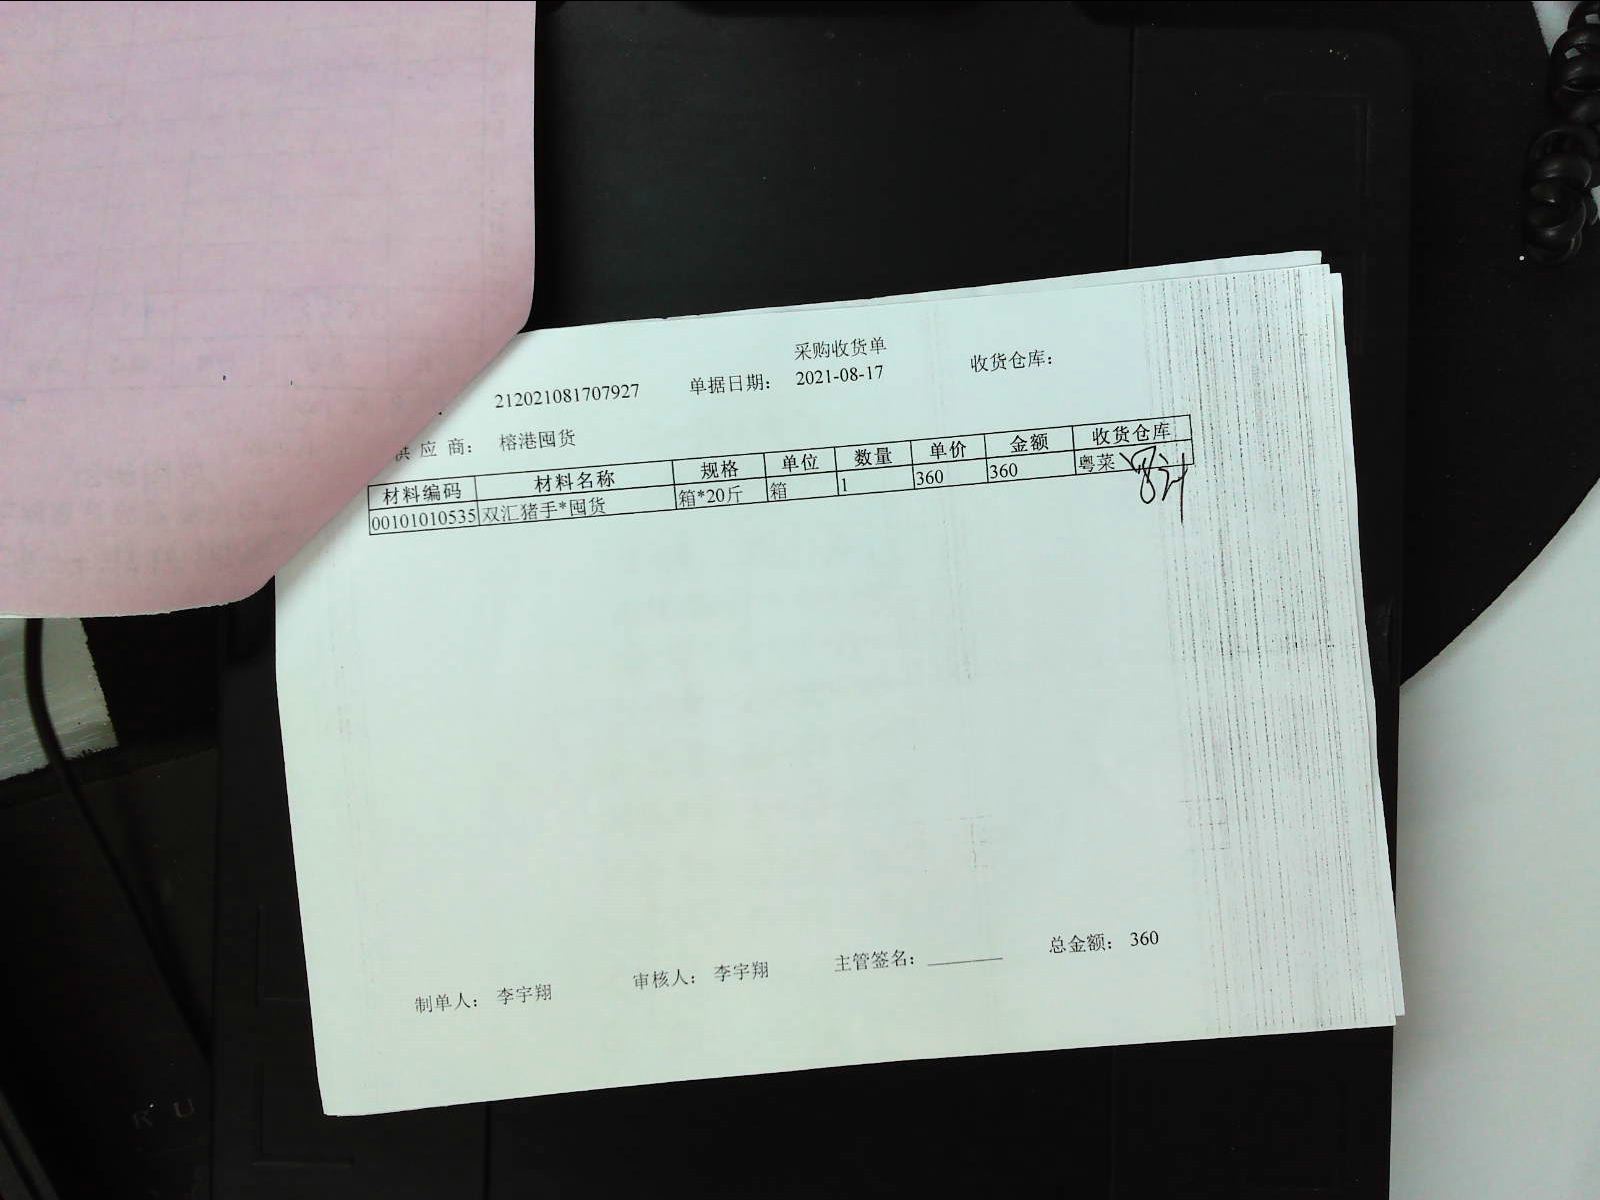 采购收货单
212021081707927 单据日期： 2021-08-17 收货仓库：
供 应 商： 榕港囤货
材料编码 材料名称 规格 单位 数量 单价 金额 收货仓库
00101010535 双汇猪手*囤货 箱*20斤 箱 1 360 360 粤菜
制单人： 李宇翔 审核人： 李宇翔 主管签名： 总金额： 360
R U